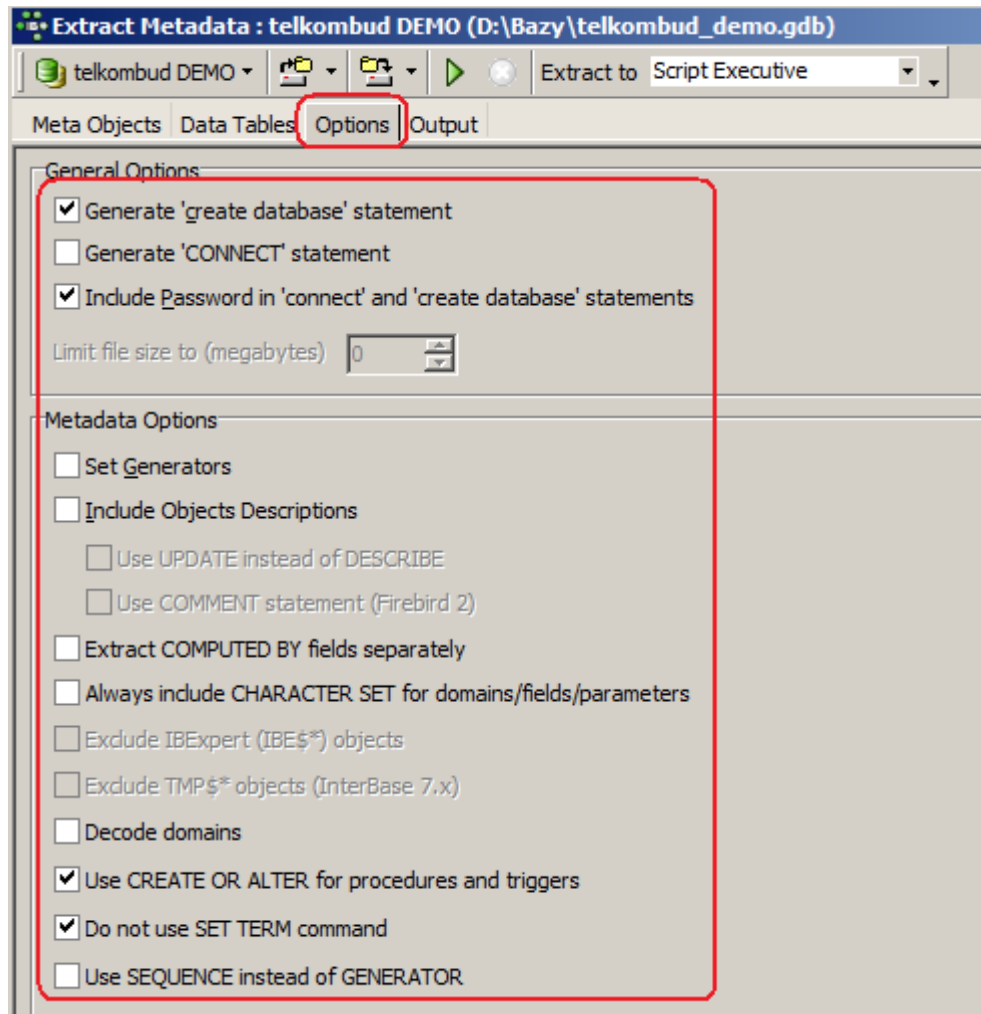 Extract Metadata : telkombud DEMO (D:\Bazy\telkombud_demo.gdb)
telkombud DEMO Extract to Script Executive
Meta Objects Data Tables Options Output
General Options
Generate 'create database' statement
Generate 'CONNECT' statement
Include Password in 'connect' and 'create database' statements
Limit file size to (megabytes) 0
Metadata Options
Set Generators
Include Objects Descriptions
Use UPDATE instead of DESCRIBE
Use COMMENT statement (Firebird 2)
Extract COMPUTED BY fields separately
Always include CHARACTER SET for domains/fields/parameters
Exclude IBExpert (IBE$*) objects
Exclude TMP$* objects (InterBase 7.x)
Decode domains
Use CREATE OR ALTER for procedures and triggers
Do not use SET TERM command
Use SEQUENCE instead of GENERATOR